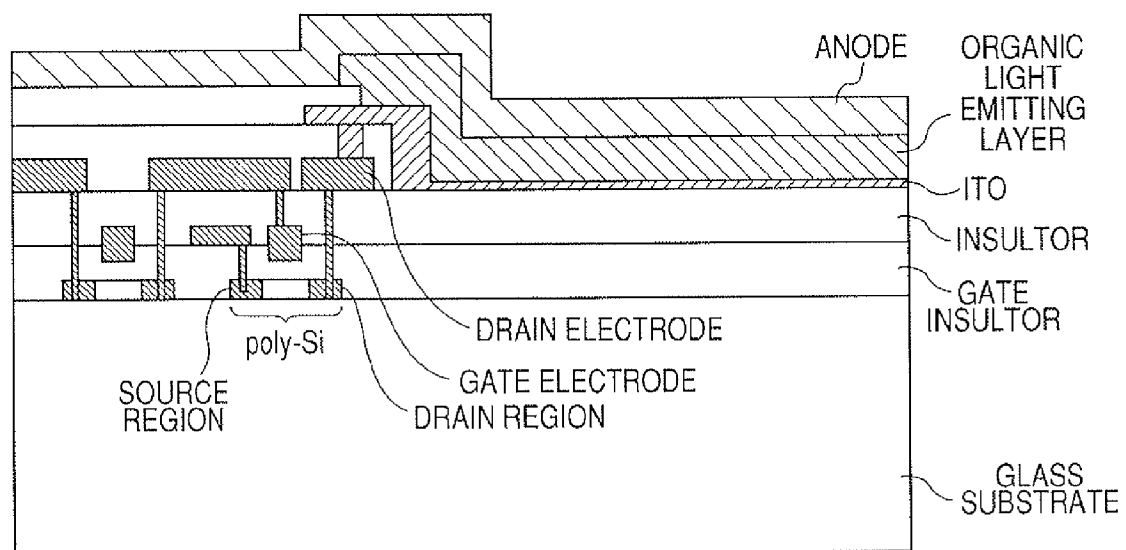 ANODE
ORGANIC
LIGHT
EMITTING
LAYER
ITO
INSULTOR
GATE
INSULTOR
DRAIN ELECTRODE
poly-Si
GATE ELECTRODE
SOURCE
REGION
DRAIN REGION
GLASS
SUBSTRATE